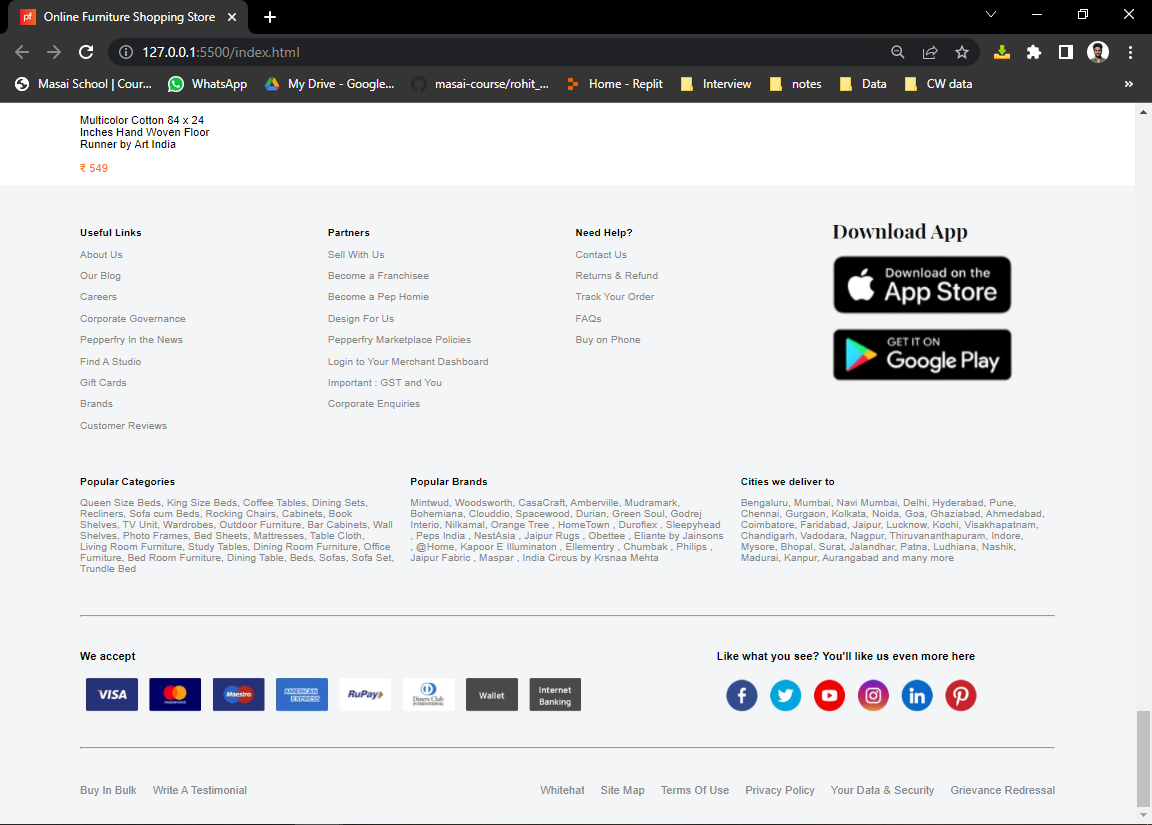 pf Online Furniture Shopping Store
127.0.0.1:5500/index.html
Masai School | Cour... WhatsApp My Drive - Google... masai-course/rohit_... Home - Replit Interview notes Data CW data »
Multicolor Cotton 84 x 24
Inches Hand Woven Floor
Runner by Art India
₹ 549
Useful Links
About Us
Our Blog
Careers
Corporate Governance
Pepperfry In the News
Find A Studio
Gift Cards
Brands
Customer Reviews
Partners
Sell With Us
Become a Franchisee
Become a Pep Homie
Design For Us
Pepperfry Marketplace Policies
Login to Your Merchant Dashboard
Important : GST and You
Corporate Enquiries
Need Help?
Contact Us
Returns & Refund
Track Your Order
FAQs
Buy on Phone
Download App
Download on the
App Store
GET IT ON
Google Play
Popular Categories
Queen Size Beds, King Size Beds, Coffee Tables, Dining Sets,
Recliners, Sofa cum Beds, Rocking Chairs, Cabinets, Book
Shelves, TV Unit, Wardrobes, Outdoor Furniture, Bar Cabinets, Wall
Shelves, Photo Frames, Bed Sheets, Mattresses, Table Cloth,
Living Room Furniture, Study Tables, Dining Room Furniture, Office
Furniture, Bed Room Furniture, Dining Table, Beds, Sofas, Sofa Set,
Trundle Bed
Popular Brands
Mintwud, Woodsworth, CasaCraft, Amberville, Mudramark,
Bohemiana, Clouddio, Spacewood, Durian, Green Soul, Godrej
Interio, Nilkamal, Orange Tree , HomeTown , Duroflex , Sleepyhead
, Peps India , NestAsia , Jaipur Rugs , Obettee , Eliante by Jainsons
, @Home, Kapoor E Illuminaton , Ellementry , Chumbak , Philips ,
Jaipur Fabric , Maspar , India Circus by Krsnaa Mehta
Cities we deliver to
Bengaluru, Mumbai, Navi Mumbai, Delhi, Hyderabad, Pune,
Chennai, Gurgaon, Kolkata, Noida, Goa, Ghaziabad, Ahmedabad,
Coimbatore, Faridabad, Jaipur, Lucknow, Kochi, Visakhapatnam,
Chandigarh, Vadodara, Nagpur, Thiruvananthapuram, Indore,
Mysore, Bhopal, Surat, Jalandhar, Patna, Ludhiana, Nashik,
Madurai, Kanpur, Aurangabad and many more
We accept
VISA
mastercard
Maestro
AMERICAN
EXPRESS
RuPay
Diners Club
INTERNATIONAL
Wallet
Internet
Banking
Like what you see? You'll like us even more here
Buy In Bulk Write A Testimonial Whitehat Site Map Terms Of Use Privacy Policy Your Data & Security Grievance Redressal